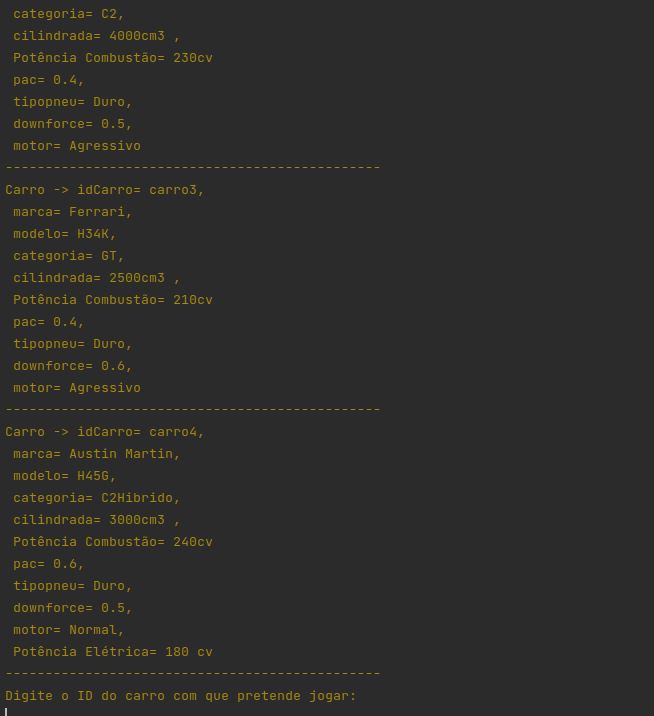 categoria= C2,
cilindrada= 4000cm3 ,
Potência Combustão= 230cv
pac= 0.4,
tipopneu= Duro,
downforce= 0.5,
motor= Agressivo
-----------------------------------------------
Carro -> idCarro= carro3,
marca= Ferrari,
modelo= H34K,
categoria= GT,
cilindrada= 2500cm3 ,
Potência Combustão= 210cv
pac= 0.4,
tipopneu= Duro,
downforce= 0.6,
motor= Agressivo
-----------------------------------------------
Carro -> idCarro= carro4,
marca= Austin Martin,
modelo= H45G,
categoria= C2Hibrido,
cilindrada= 3000cm3 ,
Potência Combustão= 240cv
pac= 0.6,
tipopneu= Duro,
downforce= 0.5,
motor= Normal,
Potência Elétrica= 180 cv
-----------------------------------------------
Digite o ID do carro com que pretende jogar: